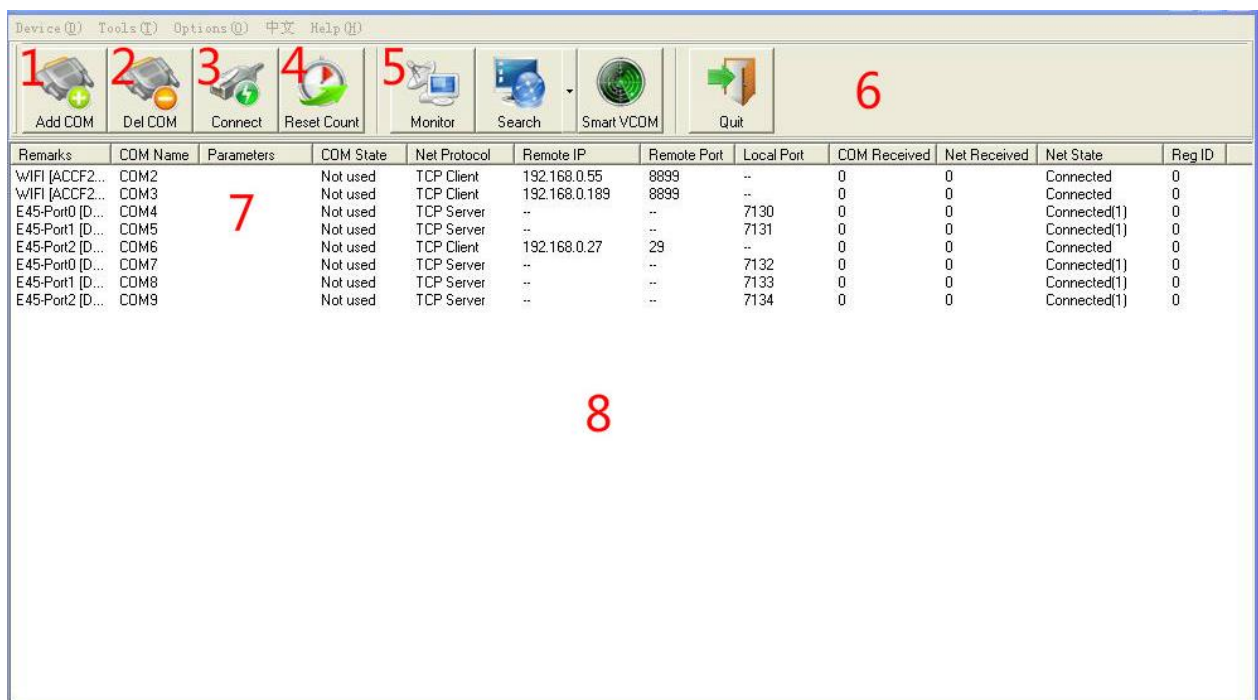 Device(D) Tools(T) Options(O) 中文 Help(H)
1 2 3 4 5 6
Add COM Del COM Connect Reset Count Monitor Search Smart VCOM Quit
Remarks COM Name Parameters COM State Net Protocol Remote IP Remote Port Local Port COM Received Net Received Net State Reg ID
WIFI [ACCF2... COM2 Not used TCP Client 192.168.0.55 8899 -- 0 0 Connected 0
WIFI [ACCF2... COM3 Not used TCP Client 192.168.0.189 8899 -- 0 0 Connected 0
E45-Port0 [D... COM4 Not used TCP Server -- -- 7130 0 0 Connected(1) 0
7
E45-Port1 [D... COM5 Not used TCP Server -- -- 7131 0 0 Connected(1) 0
E45-Port2 [D... COM6 Not used TCP Client 192.168.0.27 29 -- 0 0 Connected 0
E45-Port0 [D... COM7 Not used TCP Server -- -- 7132 0 0 Connected(1) 0
E45-Port1 [D... COM8 Not used TCP Server -- -- 7133 0 0 Connected(1) 0
E45-Port2 [D... COM9 Not used TCP Server -- -- 7134 0 0 Connected(1) 0
8